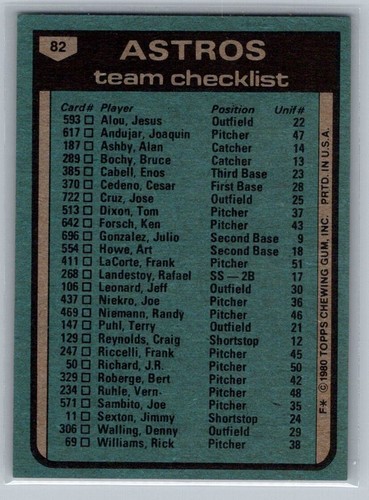 82
ASTROS
team checklist
Card# Player Position Unif#
593 □ Alou, Jesus Outfield 22
617 □ Andujar, Joaquin Pitcher 47
187 □ Ashby, Alan Catcher 14
289 □ Bochy, Bruce Catcher 13
385 □ Cabell, Enos Third Base 23
370 □ Cedeno, Cesar First Base 28
722 □ Cruz, Jose Outfield 25
513 □ Dixon, Tom Pitcher 37
642 □ Forsch, Ken Pitcher 43
696 □ Gonzalez, Julio Second Base 9
554 □ Howe, Art Second Base 18
411 □ LaCorte, Frank Pitcher 51
268 □ Landestoy, Rafael SS — 2B 17
106 □ Leonard, Jeff Outfield 30
437 □ Niekro, Joe Pitcher 36
469 □ Niemann, Randy Pitcher 46
147 □ Puhl, Terry Outfield 21
129 □ Reynolds, Craig Shortstop 12
247 □ Riccelli, Frank Pitcher 45
50 □ Richard, J.R. Pitcher 50
329 □ Roberge, Bert Pitcher 42
234 □ Ruhle, Vern Pitcher 48
571 □ Sambito, Joe Pitcher 35
11 □ Sexton, Jimmy Shortstop 24
306 □ Walling, Denny Outfield 29
69 □ Williams, Rick Pitcher 38
F* © 1980 TOPPS CHEWING GUM, INC. PRTD. IN U.S.A.